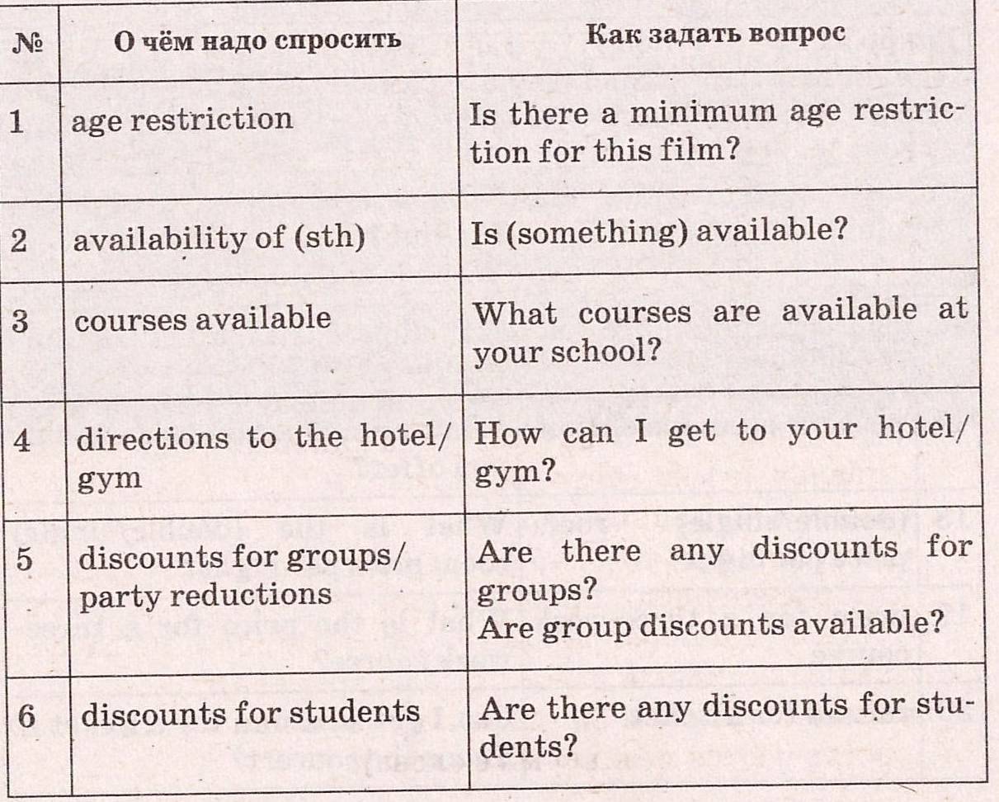 № О чём надо спросить Как задать вопрос
1 age restriction Is there a minimum age restric-
tion for this film?
2 availability of (sth) Is (something) available?
3 courses available What courses are available at
your school?
4 directions to the hotel/ How can I get to your hotel/
gym gym?
5 discounts for groups/ Are there any discounts for
party reductions groups?
Are group discounts available?
6 discounts for students Are there any discounts for stu-
dents?